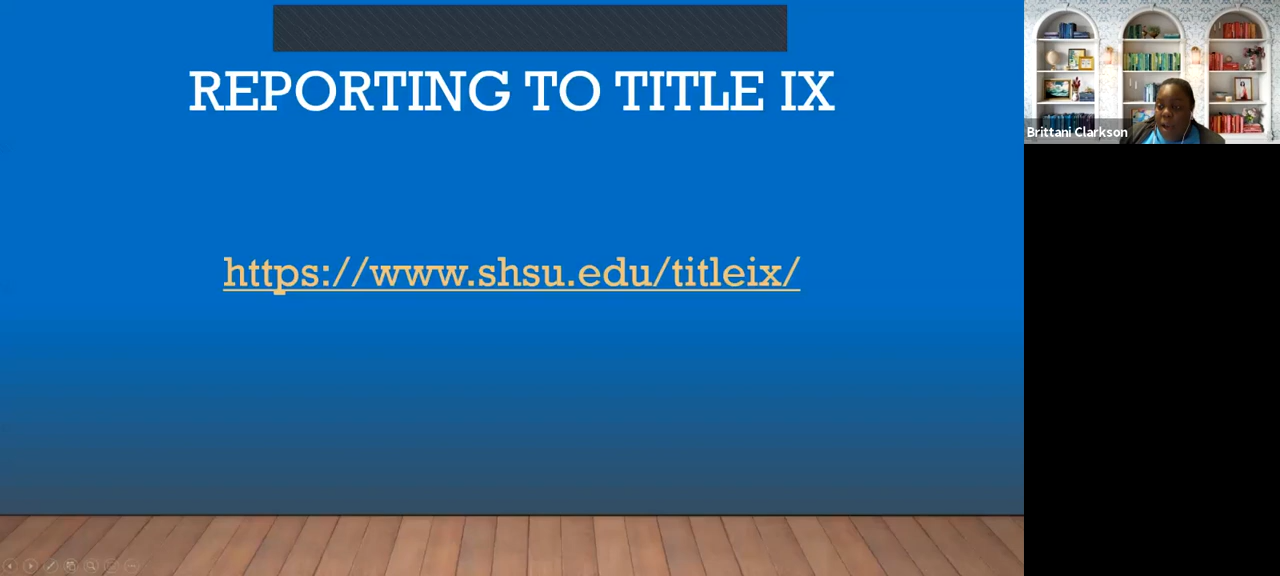 REPORTING TO TITLE IX
https://www.shsu.edu/titleix/
Brittani Clarkson